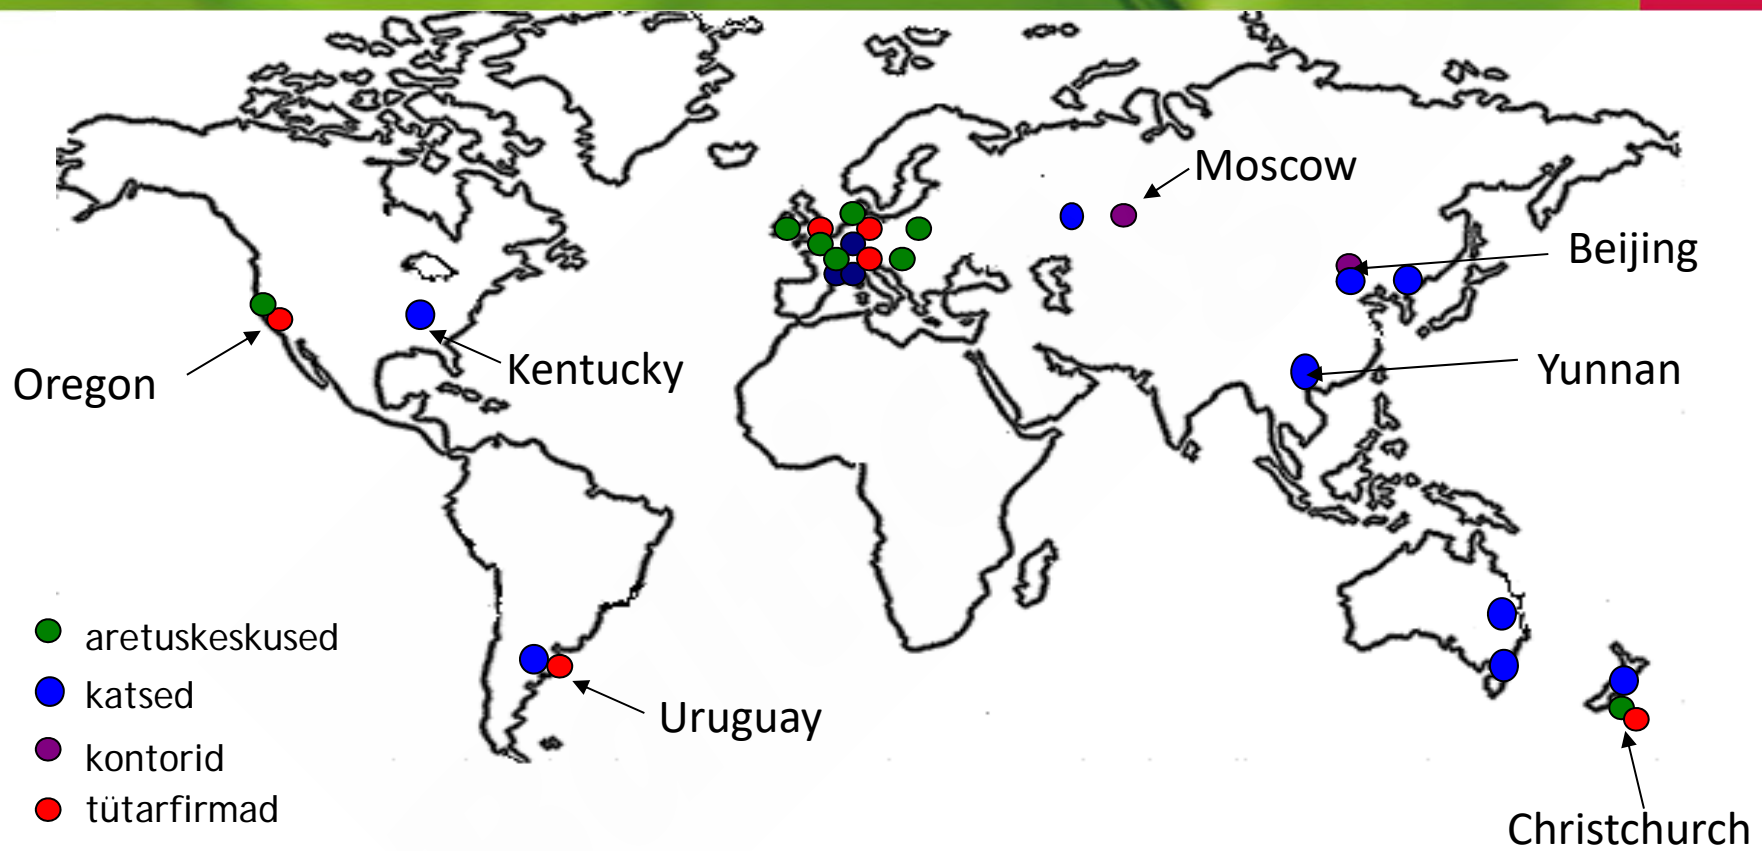 Moscow
Beijing
Kentucky
Yunnan
Oregon
aretuskeskused
katsed
Uruguay
kontorid
tütarfirmad
Christchurch